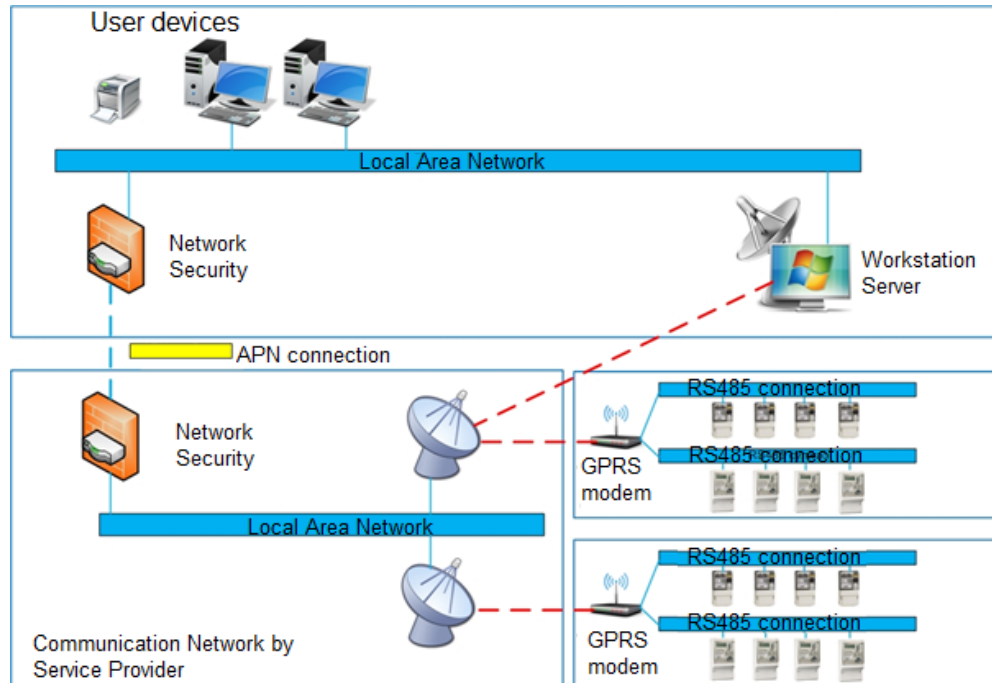 User devices
Local Area Network
Network
Security
Workstation
Server
APN connection
Network
Security
Local Area Network
Communication Network by
Service Provider
RS485 connection
GPRS
modem
RS485 connection
RS485 connection
GPRS
modem
RS485 connection